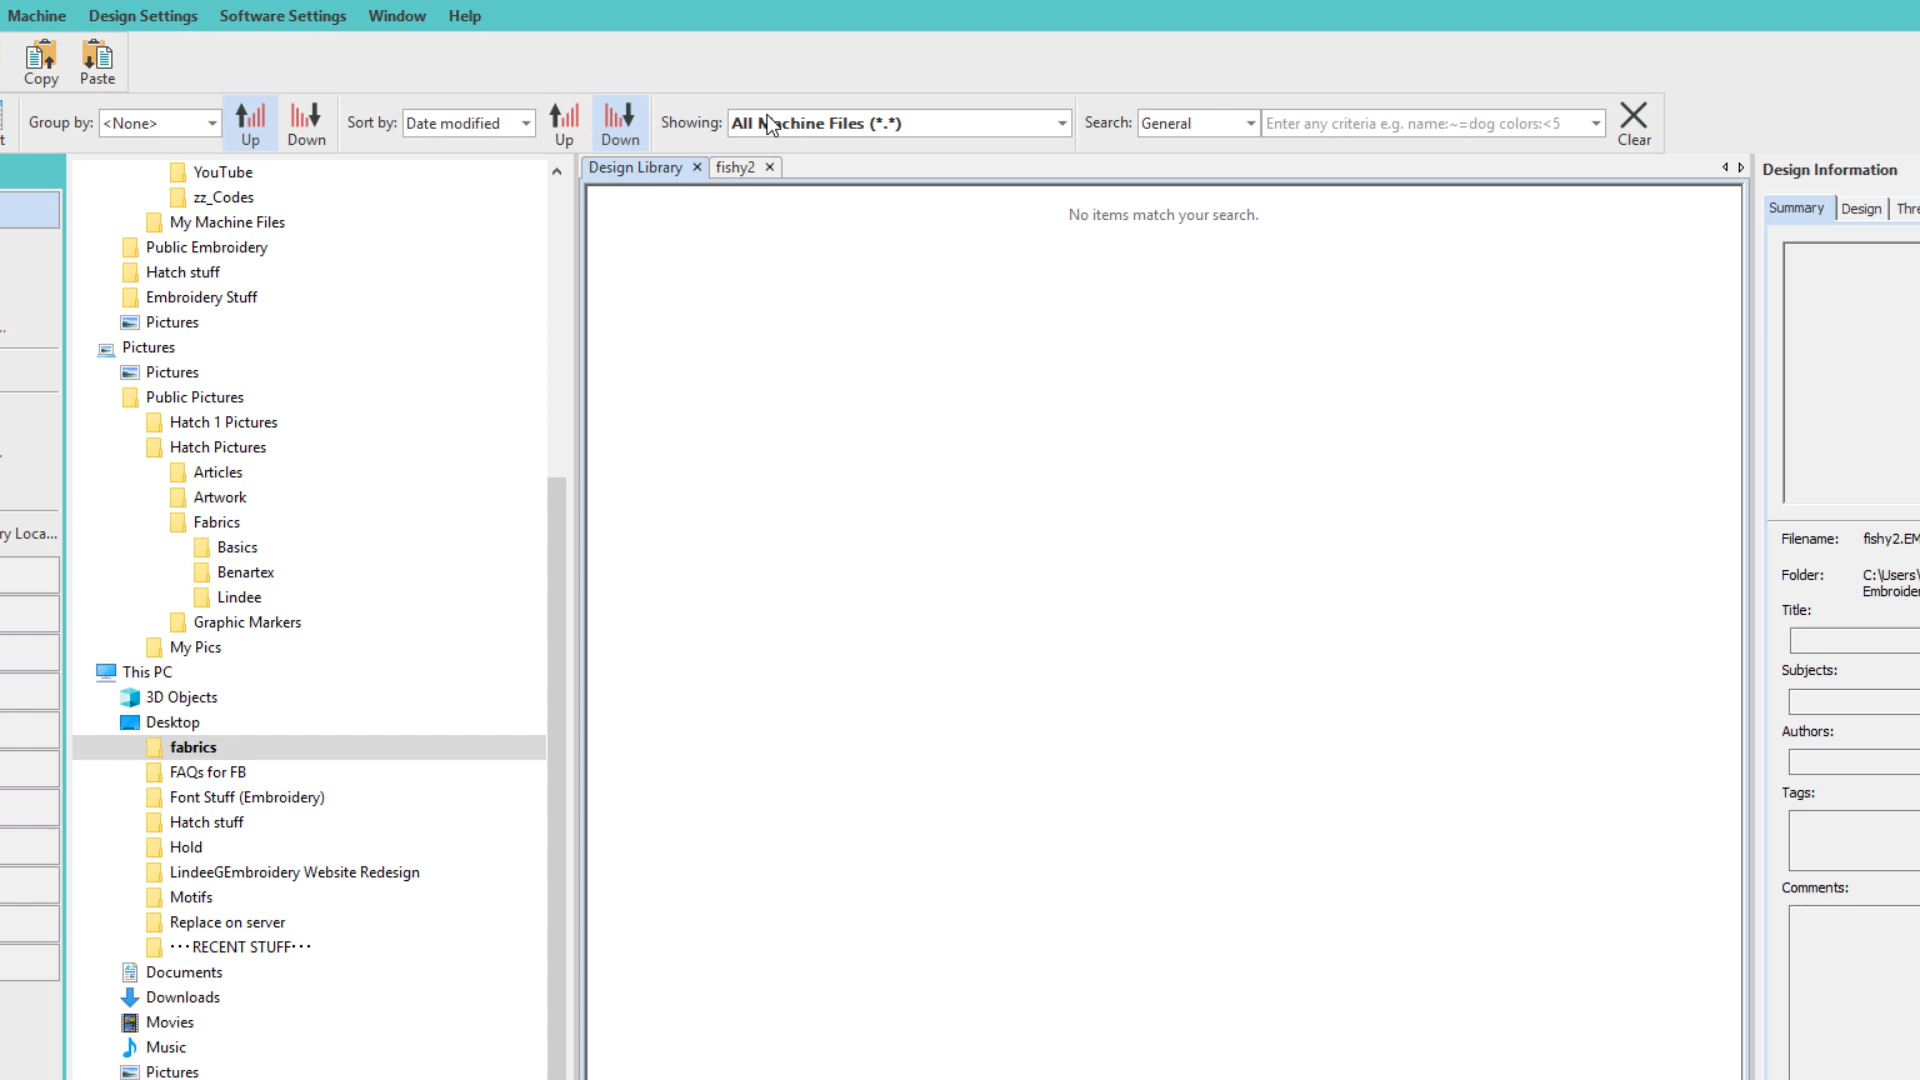 Machine Design Settings Software Settings Window Help
Copy Paste
t Group by: <None> Up Down Sort by: Date modified Up Down Showing: All Machine Files (*.*) Search: General Enter any criteria e.g. name:~=dog colors:<5 Clear
Design Library fishy2
No items match your search.
ry Loca...
YouTube
zz_Codes
My Machine Files
Public Embroidery
Hatch stuff
Embroidery Stuff
Pictures
Pictures
Pictures
Public Pictures
Hatch 1 Pictures
Hatch Pictures
Articles
Artwork
Fabrics
Basics
Benartex
Lindee
Graphic Markers
My Pics
This PC
3D Objects
Desktop
fabrics
FAQs for FB
Font Stuff (Embroidery)
Hatch stuff
Hold
LindeeGEmbroidery Website Redesign
Motifs
Replace on server
···RECENT STUFF···
Documents
Downloads
Movies
Music
Pictures
Design Information
Summary Design Thre
Filename: fishy2.EM
Folder: C:\Users\
Embroider
Title:
Subjects:
Authors:
Tags:
Comments: